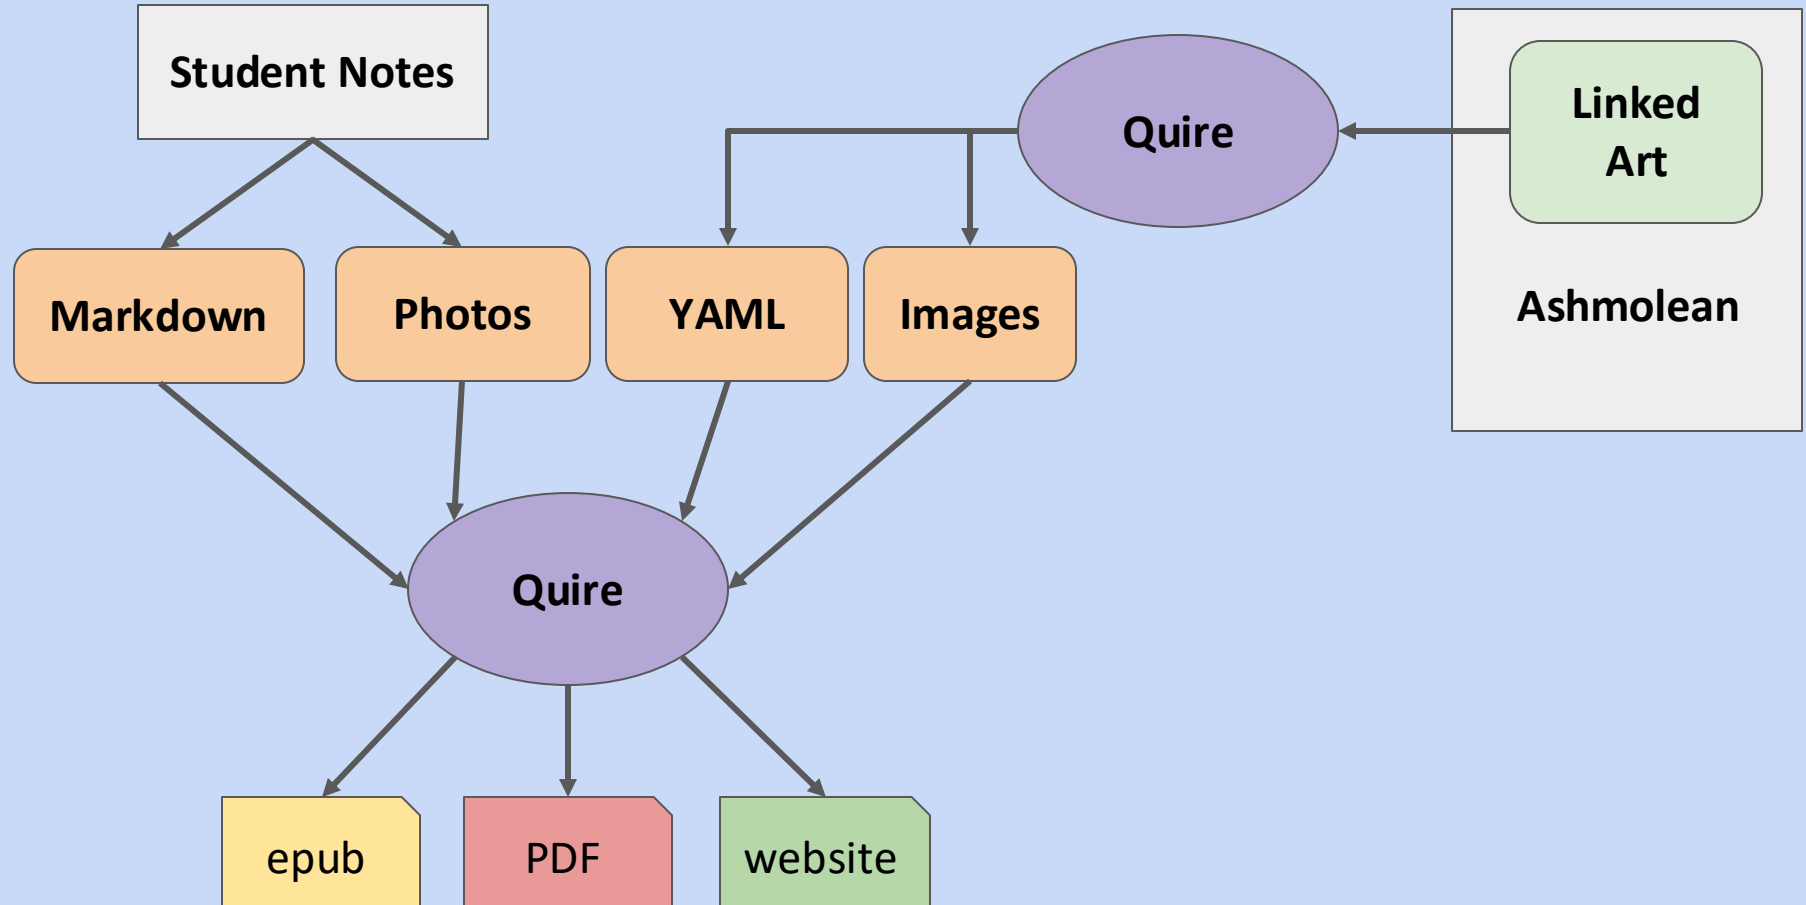 Student Notes
Quire
Linked
Art
Markdown
Photos
YAML
Images
Ashmolean
Quire
epub
PDF
website